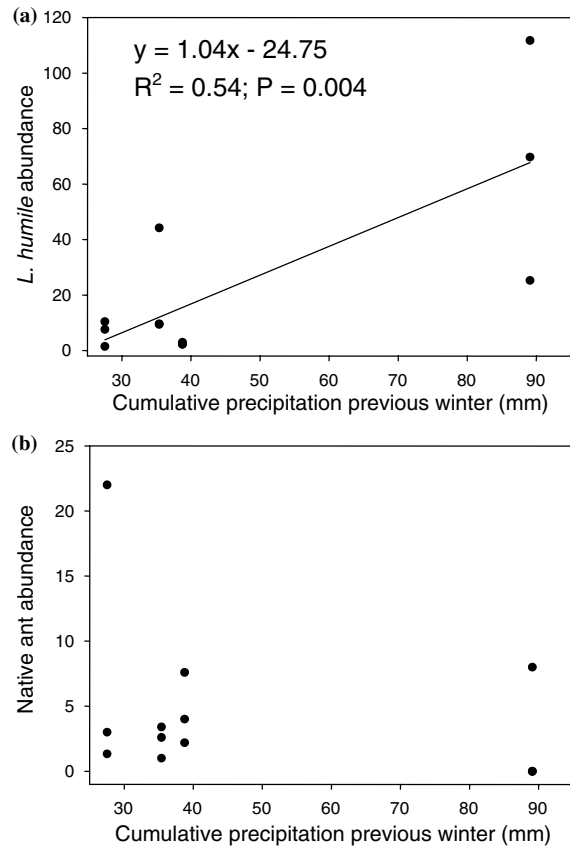 (a)
120
100
80
60
40
20
0
y = 1.04x - 24.75
R² = 0.54; P = 0.004
L. humile abundance
30 40 50 60 70 80 90
Cumulative precipitation previous winter (mm)
(b)
25
20
15
10
5
0
Native ant abundance
30 40 50 60 70 80 90
Cumulative precipitation previous winter (mm)